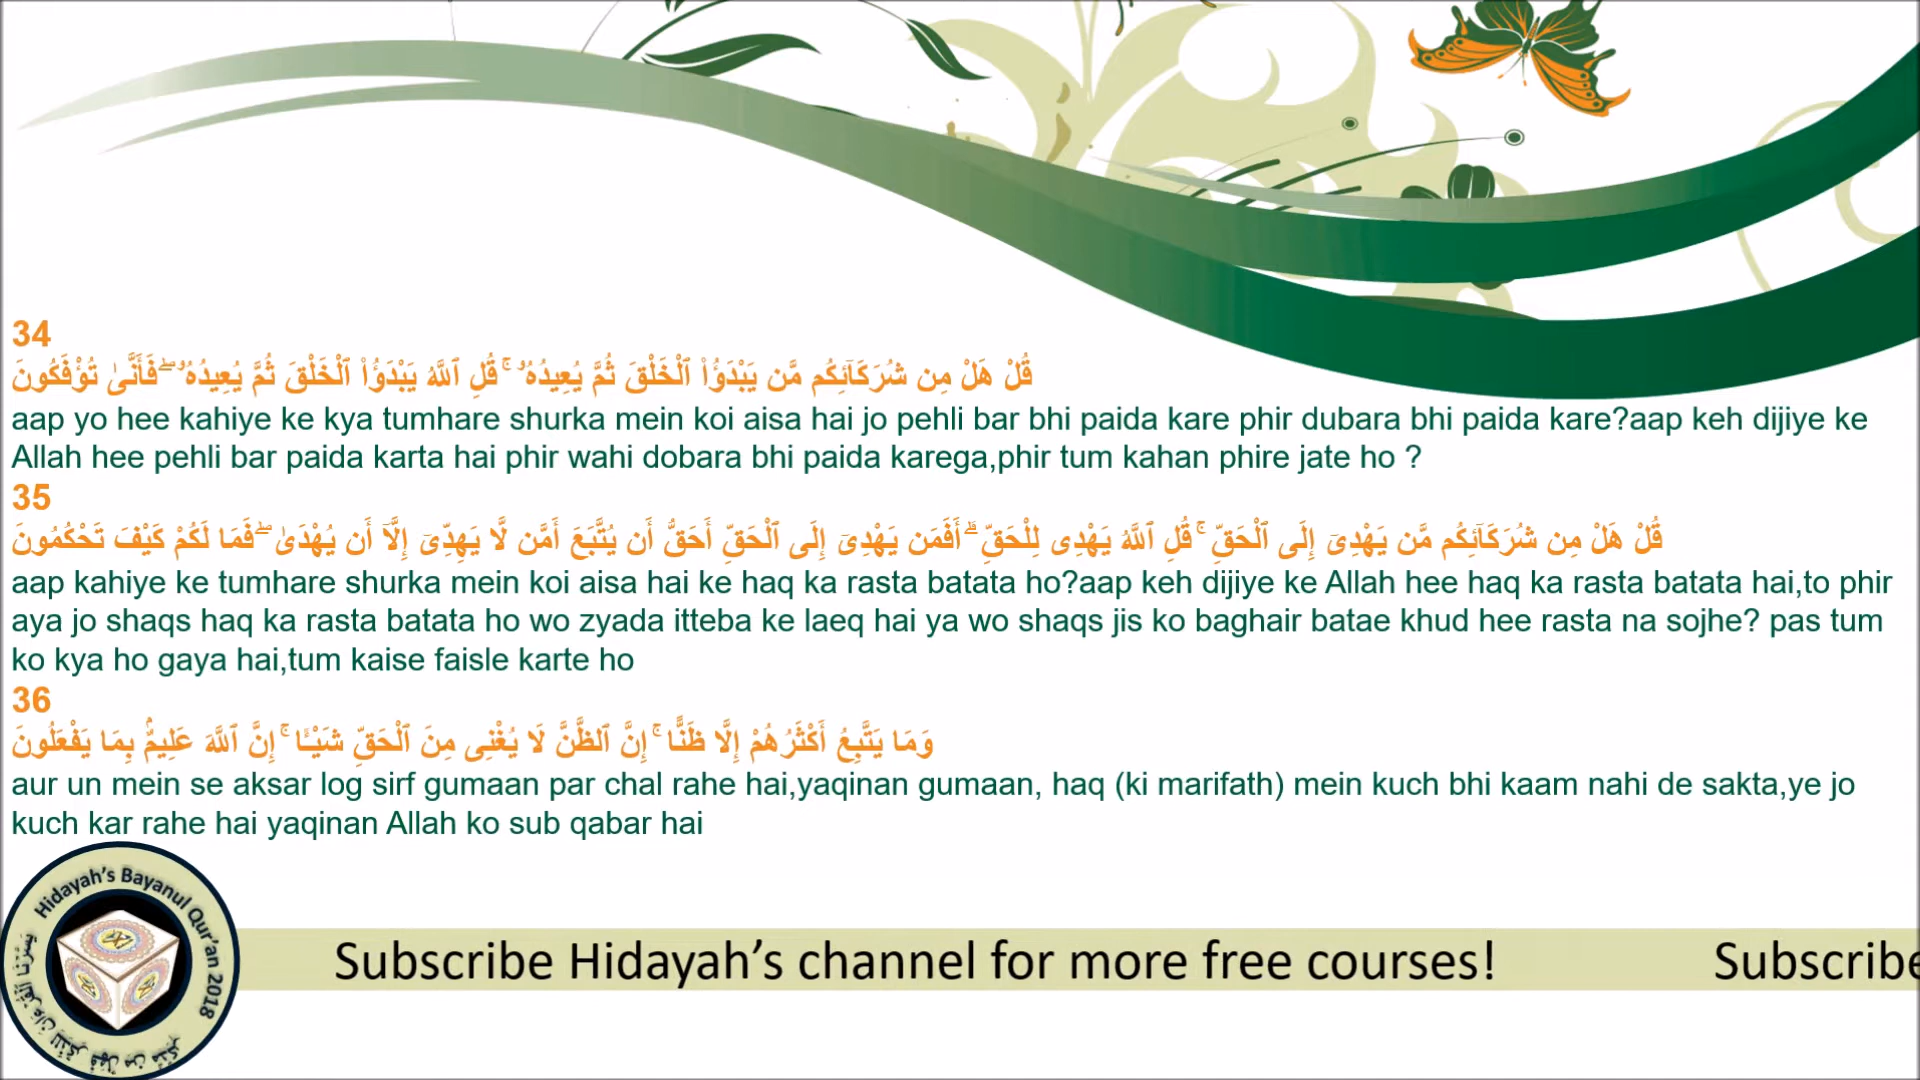 34
قُلْ هَلْ مِن شُرَكَآئِكُم مَّن يَبْدَؤُا۟ ٱلْخَلْقَ ثُمَّ يُعِيدُهُۥ ۚ قُلِ ٱللَّهُ يَبْدَؤُا۟ ٱلْخَلْقَ ثُمَّ يُعِيدُهُۥ ۖ فَأَنَّىٰ تُؤْفَكُونَ
aap yo hee kahiye ke kya tumhare shurka mein koi aisa hai jo pehli bar bhi paida kare phir dubara bhi paida kare?aap keh dijiye ke
Allah hee pehli bar paida karta hai phir wahi dobara bhi paida karega,phir tum kahan phire jate ho ?
35
قُلْ هَلْ مِن شُرَكَآئِكُم مَّن يَهْدِىٓ إِلَى ٱلْحَقِّ ۚ قُلِ ٱللَّهُ يَهْدِى لِلْحَقِّ ۗ أَفَمَن يَهْدِىٓ إِلَى ٱلْحَقِّ أَحَقُّ أَن يُتَّبَعَ أَمَّن لَّا يَهِدِّىٓ إِلَّآ أَن يُهْدَىٰ ۖ فَمَا لَكُمْ كَيْفَ تَحْكُمُونَ
aap kahiye ke tumhare shurka mein koi aisa hai ke haq ka rasta batata ho?aap keh dijiye ke Allah hee haq ka rasta batata hai,to phir
aya jo shaqs haq ka rasta batata ho wo zyada itteba ke laeq hai ya wo shaqs jis ko baghair batae khud hee rasta na sojhe? pas tum
ko kya ho gaya hai,tum kaise faisle karte ho
36
وَمَا يَتَّبِعُ أَكْثَرُهُمْ إِلَّا ظَنًّا ۚ إِنَّ ٱلظَّنَّ لَا يُغْنِى مِنَ ٱلْحَقِّ شَيْـًٔا ۚ إِنَّ ٱللَّهَ عَلِيمٌۢ بِمَا يَفْعَلُونَ
aur un mein se aksar log sirf gumaan par chal rahe hai,yaqinan gumaan, haq (ki marifath) mein kuch bhi kaam nahi de sakta,ye jo
kuch kar rahe hai yaqinan Allah ko sub qabar hai
Hidayah's Bayanul Qur'an 2018
Subscribe Hidayah's channel for more free courses!
Subscribe